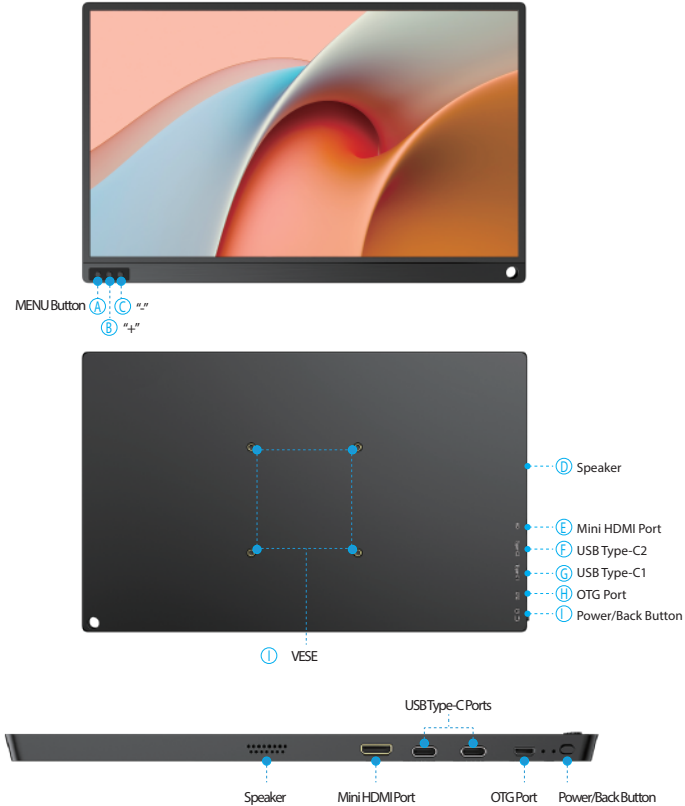 MENU Button Ⓐ Ⓒ "-"
Ⓑ "+"
Ⓓ Speaker
Ⓔ Mini HDMI Port
Ⓕ USB Type-C2
Ⓖ USB Type-C1
Ⓗ OTG Port
Ⓘ Power/Back Button
Ⓘ VESE
USB Type-C Ports
Speaker
Mini HDMI Port
OTG Port
Power/Back Button